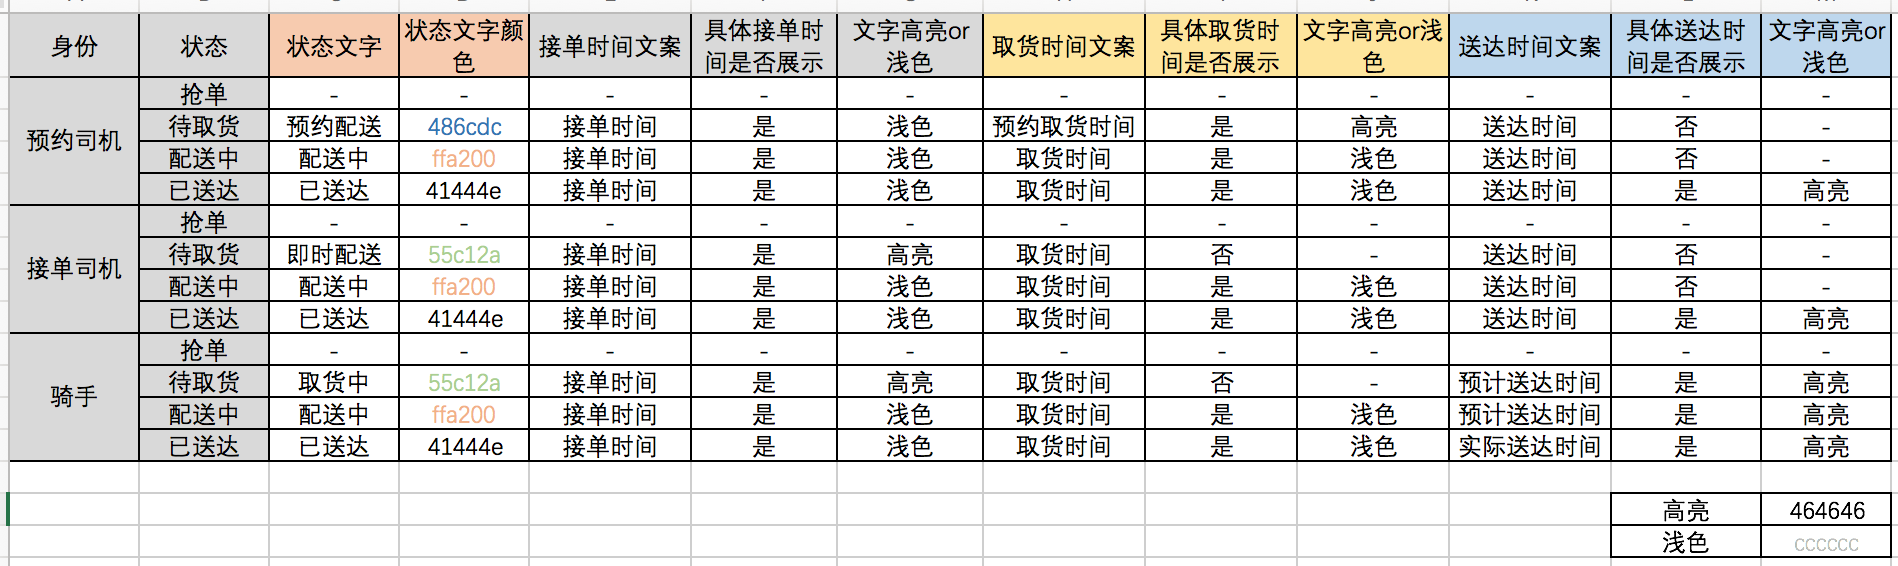 身份 状态 状态文字 状态文字颜色 接单时间文案 具体接单时间是否展示 文字高亮or浅色 取货时间文案 具体取货时间是否展示 文字高亮or浅色 送达时间文案 具体送达时间是否展示 文字高亮or浅色
预约司机 抢单 - - - - - - - - - - -
待取货 预约配送 486cdc 接单时间 是 浅色 预约取货时间 是 高亮 送达时间 否 -
配送中 配送中 ffa200 接单时间 是 浅色 取货时间 是 浅色 送达时间 否 -
已送达 已送达 41444e 接单时间 是 浅色 取货时间 是 浅色 送达时间 是 高亮
接单司机 抢单 - - - - - - - - - - -
待取货 即时配送 55c12a 接单时间 是 高亮 取货时间 否 - 送达时间 否 -
配送中 配送中 ffa200 接单时间 是 浅色 取货时间 是 浅色 送达时间 否 -
已送达 已送达 41444e 接单时间 是 浅色 取货时间 是 浅色 送达时间 是 高亮
骑手 抢单 - - - - - - - - - - -
待取货 取货中 55c12a 接单时间 是 高亮 取货时间 否 - 预计送达时间 是 高亮
配送中 配送中 ffa200 接单时间 是 浅色 取货时间 是 浅色 预计送达时间 是 高亮
已送达 已送达 41444e 接单时间 是 浅色 取货时间 是 浅色 实际送达时间 是 高亮
高亮 464646
浅色 cccccc